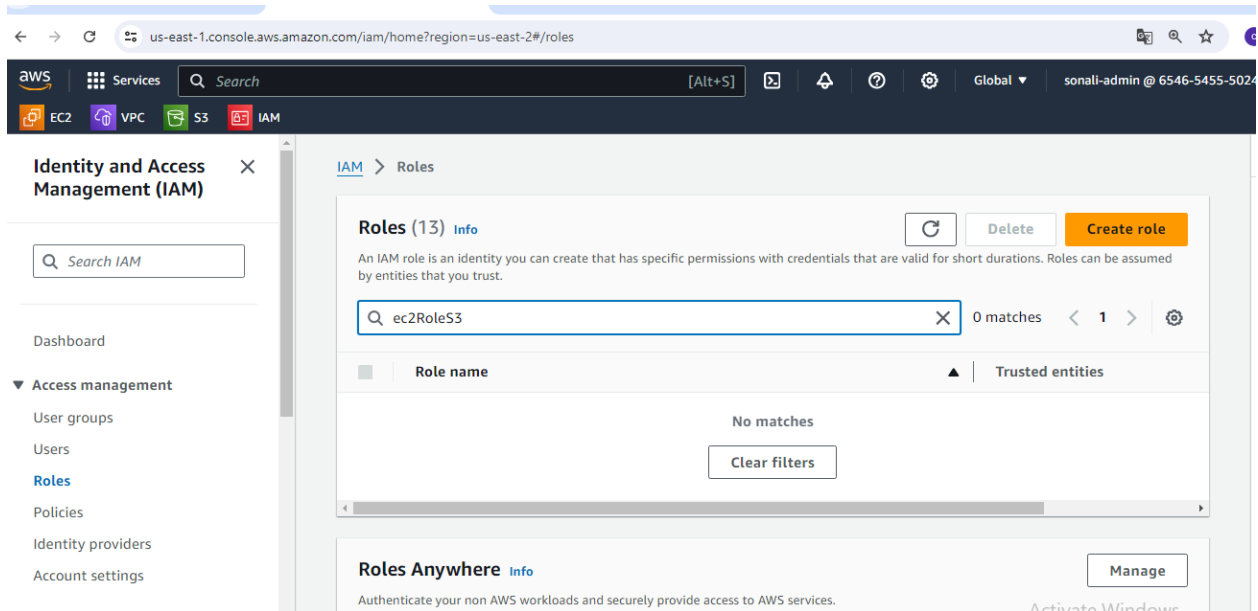 us-east-1.console.aws.amazon.com/iam/home?region=us-east-2#/roles
aws Services Search [Alt+S] Global ▼ sonali-admin @ 6546-5455-5024
EC2 VPC S3 IAM
Identity and Access
Management (IAM)
Search IAM
Dashboard
Access management
User groups
Users
Roles
Policies
Identity providers
Account settings
IAM > Roles
Roles (13) Info
Delete
Create role
An IAM role is an identity you can create that has specific permissions with credentials that are valid for short durations. Roles can be assumed
by entities that you trust.
ec2RoleS3
0 matches
1
Role name
Trusted entities
No matches
Clear filters
Roles Anywhere Info
Manage
Authenticate your non AWS workloads and securely provide access to AWS services.
Activate Windows